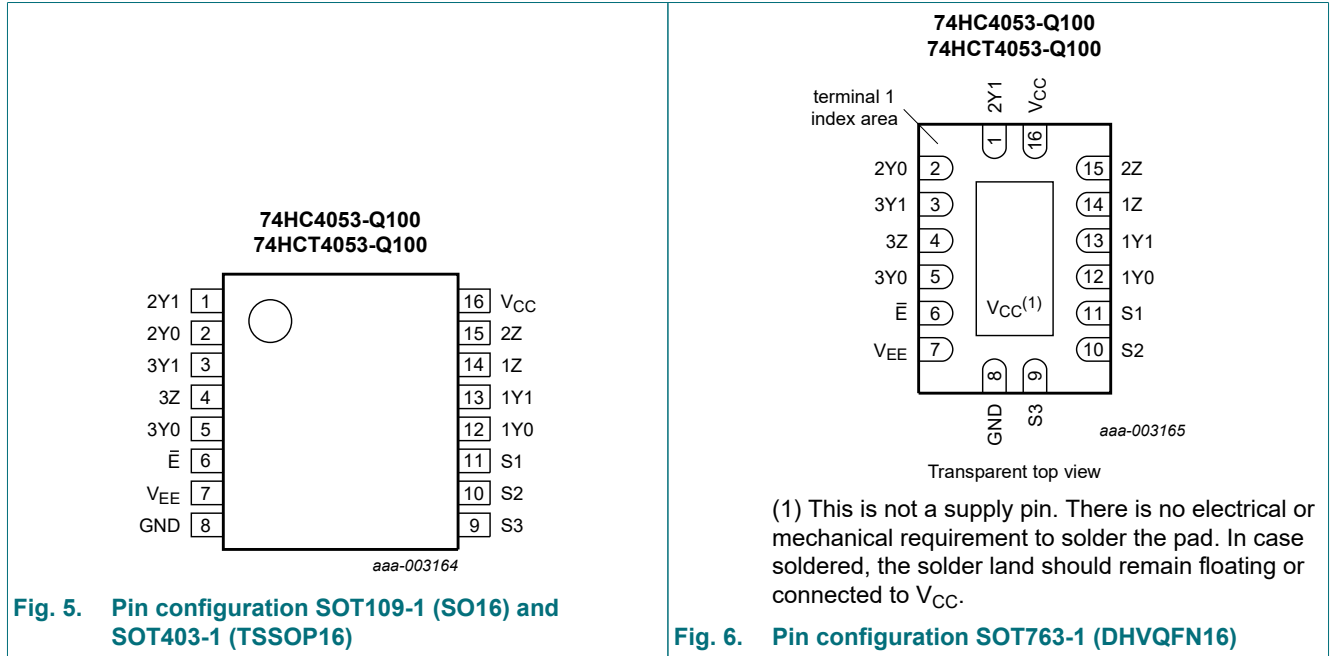 74HC4053-Q100
74HCT4053-Q100
2Y1 1 16 VCC
2Y0 2 15 2Z
3Y1 3 14 1Z
3Z 4 13 1Y1
3Y0 5 12 1Y0
E̅ 6 11 S1
VEE 7 10 S2
GND 8 9 S3
aaa-003164
Fig. 5. Pin configuration SOT109-1 (SO16) and
SOT403-1 (TSSOP16)
74HC4053-Q100
74HCT4053-Q100
terminal 1
index area
2Y1 VCC
1 16
2Y0 2 15 2Z
3Y1 3 14 1Z
3Z 4 13 1Y1
3Y0 5 12 1Y0
E̅ 6 VCC(1) 11 S1
VEE 7 10 S2
8 9
GND S3
aaa-003165
Transparent top view
(1) This is not a supply pin. There is no electrical or
mechanical requirement to solder the pad. In case
soldered, the solder land should remain floating or
connected to VCC.
Fig. 6. Pin configuration SOT763-1 (DHVQFN16)